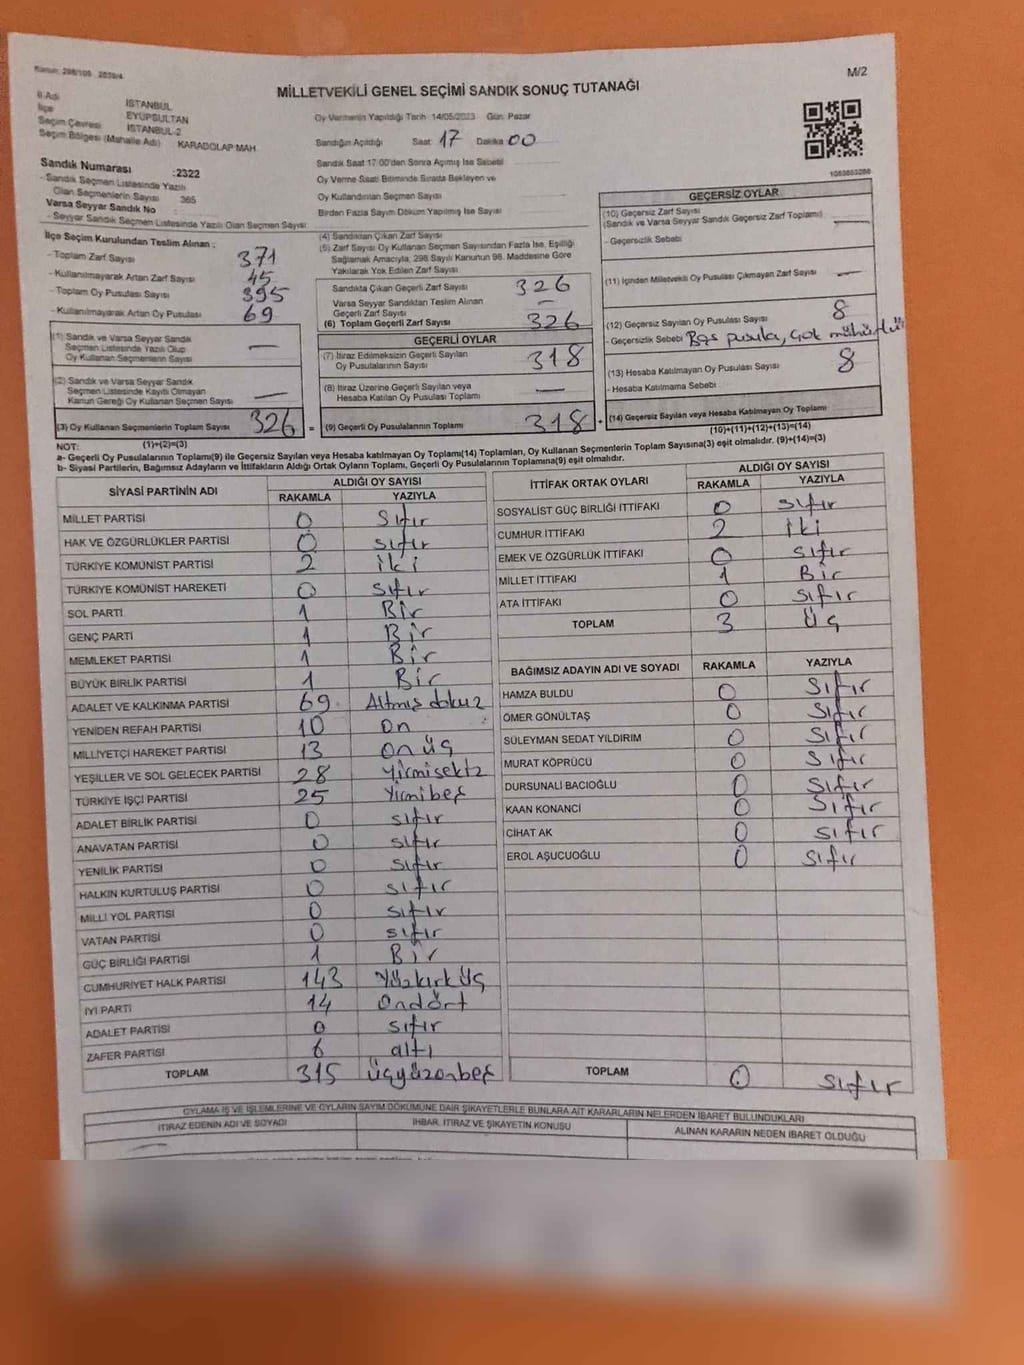 Kanun: 298/105 2839/4
M/2
MİLLETVEKİLİ GENEL SEÇİMİ SANDIK SONUÇ TUTANAĞI
İl Adı İSTANBUL
İlçe EYÜPSULTAN
Seçim Çevresi İSTANBUL-2
Seçim Bölgesi (Mahalle Adı) KARADOLAP MAH
Sandık Numarası :2322
- Sandık Seçmen Listesinde Yazılı
Olan Seçmenlerin Sayısı 365
Varsa Seyyar Sandık No :
- Seyyar Sandık Seçmen Listesinde Yazılı Olan Seçmen Sayısı
Oy Vermenin Yapıldığı Tarih 14/05/2023 Gün: Pazar
Sandığın Açıldığı Saat: 17 Dakika 00
Sandık Saat 17:00'dan Sonra Açımış İse Sebebi
Oy Verme Saati Bitiminde Sırada Bekleyen ve
Oy Kullandırılan Seçmen Sayısı
Birden Fazla Sayım Döküm Yapılmış İse Sayısı
İlçe Seçim Kurulundan Teslim Alınan :
- Toplam Zarf Sayısı 371
- Kullanılmayarak Artan Zarf Sayısı 45
- Toplam Oy Pusulası Sayısı 395
- Kullanılmayarak Artan Oy Pusulası 69
(1) Sandık ve Varsa Seyyar Sandık
Seçmen Listesinde Yazılı Olup
Oy Kullanan Seçmenlerin Sayısı —
(2) Sandık ve Varsa Seyyar Sandık
Seçmen Listesinde Kayıtlı Olmayan
Kanun Gereği Oy Kullanan Seçmen Sayısı —
(3) Oy Kullanan Seçmenlerin Toplam Sayısı 326 =
(1)+(2)=(3)
(4) Sandıktan Çıkan Zarf Sayısı
(5) Zarf Sayısı Oy Kullanan Seçmen Sayısından Fazla İse, Eşitliği
Sağlamak Amacıyla, 298 Sayılı Kanunun 98. Maddesine Göre
Yakılarak Yok Edilen Zarf Sayısı
Sandıkta Çıkan Geçerli Zarf Sayısı 326
Varsa Seyyar Sandıktan Teslim Alınan
Geçerli Zarf Sayısı —
(6) Toplam Geçerli Zarf Sayısı 326
GEÇERLİ OYLAR
(7) İtiraz Edilmeksizin Geçerli Sayılan
Oy Pusulalarının Sayısı 318
(8) İtiraz Üzerine Geçerli Sayılan veya
Hesaba Katılan Oy Pusulası Toplamı —
(9) Geçerli Oy Pusulalarının Toplamı 318 +
GEÇERSİZ OYLAR
(10) Geçersiz Zarf Sayısı
(Sandık ve Varsa Seyyar Sandık Geçersiz Zarf Toplamı) —
- Geçersizlik Sebebi
(11) İçinden Milletvekili Oy Pusulası Çıkmayan Zarf Sayısı —
(12) Geçersiz Sayılan Oy Pusulası Sayısı 8
- Geçersizlik Sebebi Boş pusula, çok mühürlü
(13) Hesaba Katılmayan Oy Pusulası Sayısı 8
- Hesaba Katılmama Sebebi
(14) Geçersiz Sayılan veya Hesaba Katılmayan Oy Toplamı
(10)+(11)+(12)+(13)=(14)
NOT:
a- Geçerli Oy Pusulalarının Toplamı(9) ile Geçersiz Sayılan veya Hesaba katılmayan Oy Toplamı(14) Toplamları, Oy Kullanan Seçmenlerin Toplam Sayısına(3) eşit olmalıdır. (9)+(14)=(3)
b- Siyasi Partilerin, Bağımsız Adayların ve İttifakların Aldığı Ortak Oyların Toplamı, Geçerli Oy Pusulalarının Toplamına(9) eşit olmalıdır.
SİYASİ PARTİNİN ADI ALDIĞI OY SAYISI
RAKAMLA YAZIYLA
MİLLET PARTİSİ 0 Sıfır
HAK VE ÖZGÜRLÜKLER PARTİSİ 0 sıfır
TÜRKİYE KOMÜNİST PARTİSİ 2 iki
TÜRKİYE KOMÜNİST HAREKETİ 0 sıfır
SOL PARTİ 1 Bir
GENÇ PARTİ 1 Bir
MEMLEKET PARTİSİ 1 Bir
BÜYÜK BİRLİK PARTİSİ 1 Bir
ADALET VE KALKINMA PARTİSİ 69 Altmış dokuz
YENİDEN REFAH PARTİSİ 10 on
MİLLİYETÇİ HAREKET PARTİSİ 13 onüç
YEŞİLLER VE SOL GELECEK PARTİSİ 28 yirmisekiz
TÜRKİYE İŞÇİ PARTİSİ 25 Yirmibeş
ADALET BİRLİK PARTİSİ 0 sıfır
ANAVATAN PARTİSİ 0 sıfır
YENİLİK PARTİSİ 0 sıfır
HALKIN KURTULUŞ PARTİSİ 0 sıfır
MİLLİ YOL PARTİSİ 0 sıfır
VATAN PARTİSİ 0 sıfır
GÜÇ BİRLİĞİ PARTİSİ 1 Bir
CUMHURİYET HALK PARTİSİ 143 Yüzkırküç
İYİ PARTİ 14 Ondört
ADALET PARTİSİ 0 sıfır
ZAFER PARTİSİ 6 altı
TOPLAM 315 üçyüzonbeş
İTTİFAK ORTAK OYLARI ALDIĞI OY SAYISI
RAKAMLA YAZIYLA
SOSYALİST GÜÇ BİRLİĞİ İTTİFAKI 0 sıfır
CUMHUR İTTİFAKI 2 iki
EMEK VE ÖZGÜRLÜK İTTİFAKI 0 sıfır
MİLLET İTTİFAKI 1 Bir
ATA İTTİFAKI 0 sıfır
TOPLAM 3 üç
BAĞIMSIZ ADAYIN ADI VE SOYADI RAKAMLA YAZIYLA
HAMZA BULDU 0 sıfır
ÖMER GÖNÜLTAŞ 0 sıfır
SÜLEYMAN SEDAT YILDIRIM 0 sıfır
MURAT KÖPRÜCÜ 0 sıfır
DURSUNALİ BACIOĞLU 0 sıfır
KAAN KONANCI 0 sıfır
CİHAT AK 0 sıfır
EROL AŞUCUOĞLU 0 sıfır
TOPLAM 0 sıfır
OYLAMA İŞ VE İŞLEMLERİNE VE OYLARIN SAYIM DÖKÜMÜNE DAİR ŞİKAYETLERLE BUNLARA AİT KARARLARIN NELERDEN İBARET BULUNDUKLARI
İTİRAZ EDENİN ADI VE SOYADI İHBAR, İTİRAZ VE ŞİKAYETİN KONUSU ALINAN KARARIN NEDEN İBARET OLDUĞU